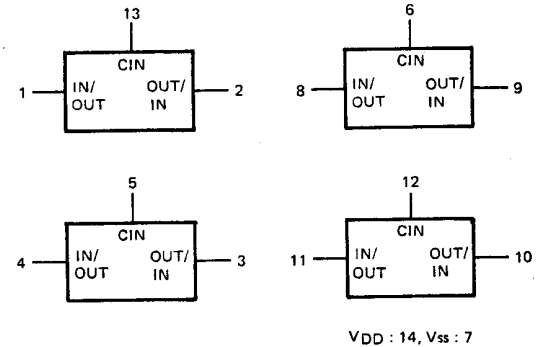 13
CIN
1 IN/ OUT/ 2
OUT IN
6
CIN
8 IN/ OUT/ 9
OUT IN
5
CIN
4 IN/ OUT/ 3
OUT IN
12
CIN
11 IN/ OUT/ 10
OUT IN
VDD : 14, Vss : 7